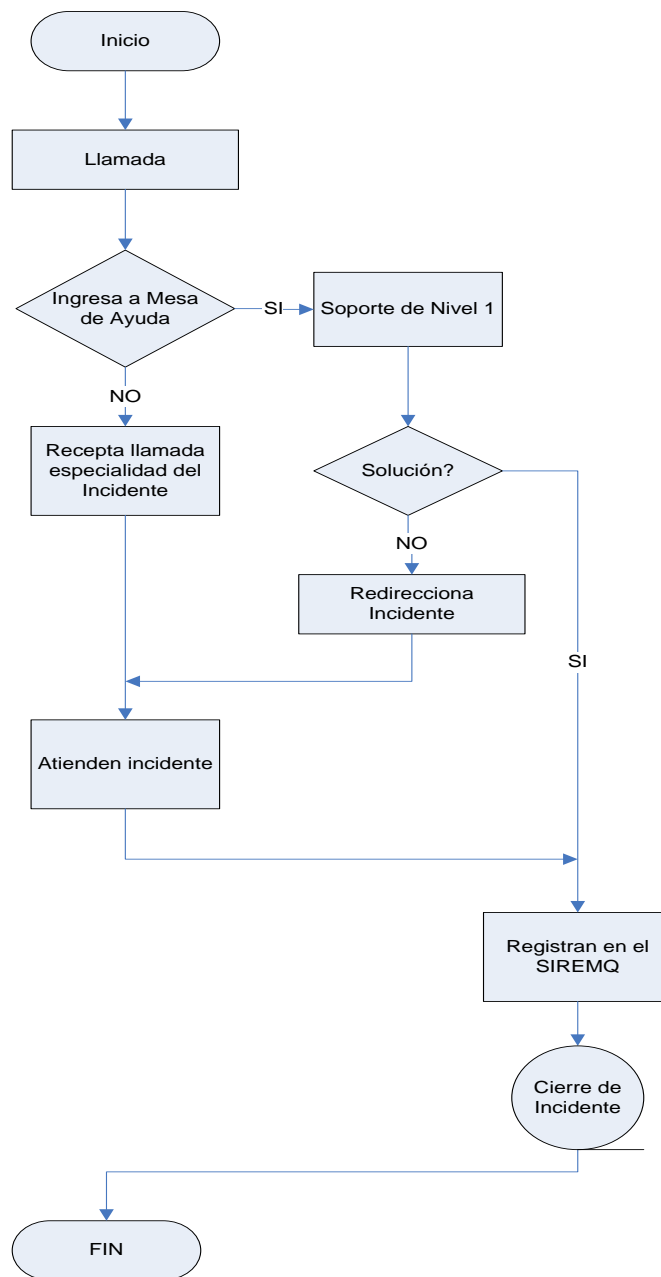 Inicio
Llamada
Ingresa a Mesa
de Ayuda
SI
Soporte de Nivel 1
NO
Recepta llamada
especialidad del
Incidente
Solución?
NO
Redirecciona
Incidente
SI
Atienden incidente
Registran en el
SIREMQ
Cierre de
Incidente
FIN